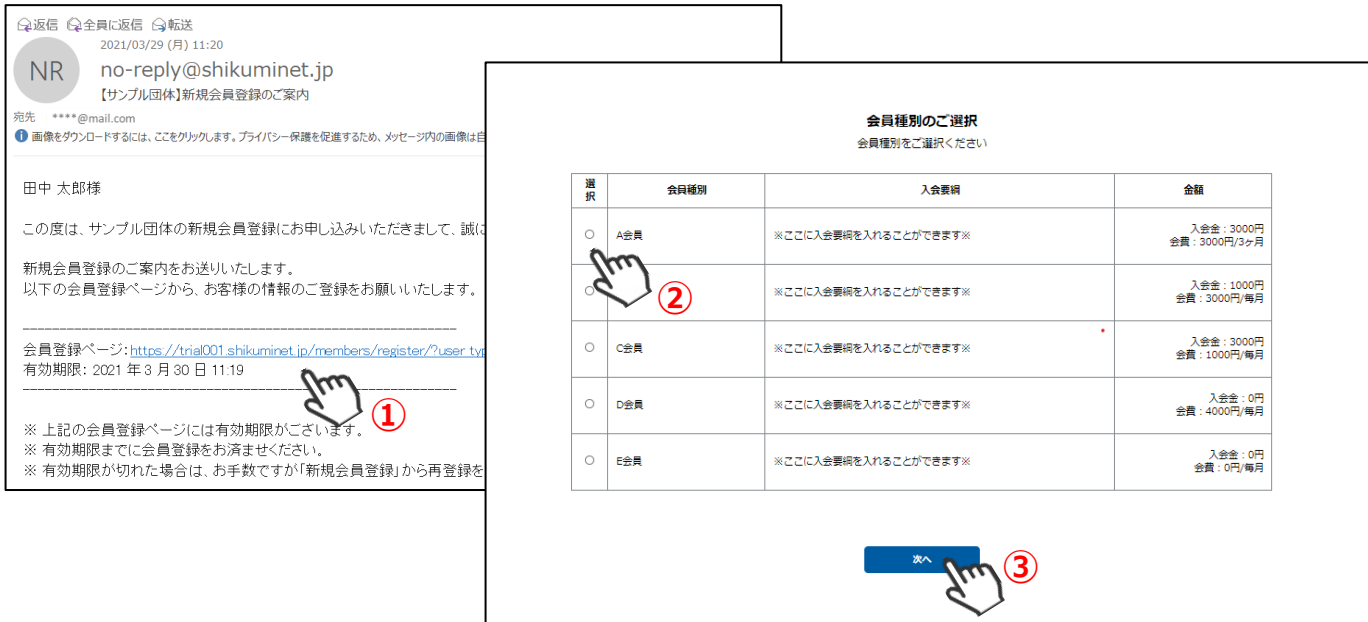 返信 全員に返信 転送
2021/03/29 (月) 11:20
NR
no-reply@shikuminet.jp
【サンプル団体】新規会員登録のご案内
宛先 ****@mail.com
画像をダウンロードするには、ここをクリックします。プライバシー保護を促進するため、メッセージ内の画像は自
田中 太郎様
この度は、サンプル団体の新規会員登録にお申し込みいただきまして、誠に
新規会員登録のご案内をお送りいたします。
以下の会員登録ページから、お客様の情報のご登録をお願いいたします。
会員登録ページ:https://trial001.shikuminet.jp/members/register/?user_typ
有効期限: 2021 年 3 月 30 日 11:19
①
※ 上記の会員登録ページには有効期限がございます。
※ 有効期限までに会員登録をお済ませください。
※ 有効期限が切れた場合は、お手数ですが「新規会員登録」から再登録を
会員種別のご選択
会員種別をご選択ください
選択 会員種別 入会要綱 金額
A会員 ※ここに入会要綱を入れることができます※ 入会金:3000円
会費:3000円/3ヶ月
②
※ここに入会要綱を入れることができます※ 入会金:1000円
会費:3000円/毎月
C会員 ※ここに入会要綱を入れることができます※ 入会金:3000円
会費:1000円/毎月
D会員 ※ここに入会要綱を入れることができます※ 入会金:0円
会費:4000円/毎月
E会員 ※ここに入会要綱を入れることができます※ 入会金:0円
会費:0円/毎月
次へ
③